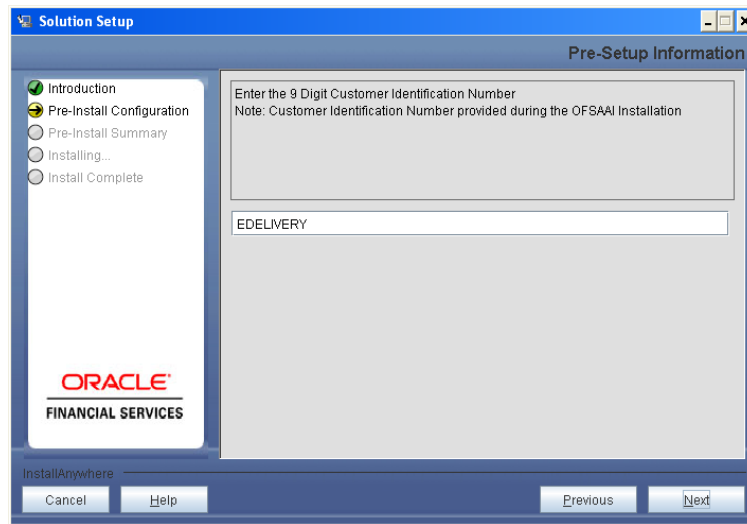 Solution Setup
Pre-Setup Information
Introduction
Pre-Install Configuration
Pre-Install Summary
Installing...
Install Complete
ORACLE
FINANCIAL SERVICES
Enter the 9 Digit Customer Identification Number
Note: Customer Identification Number provided during the OFSAAI Installation
EDELIVERY
InstallAnywhere
Cancel
Help
Previous
Next